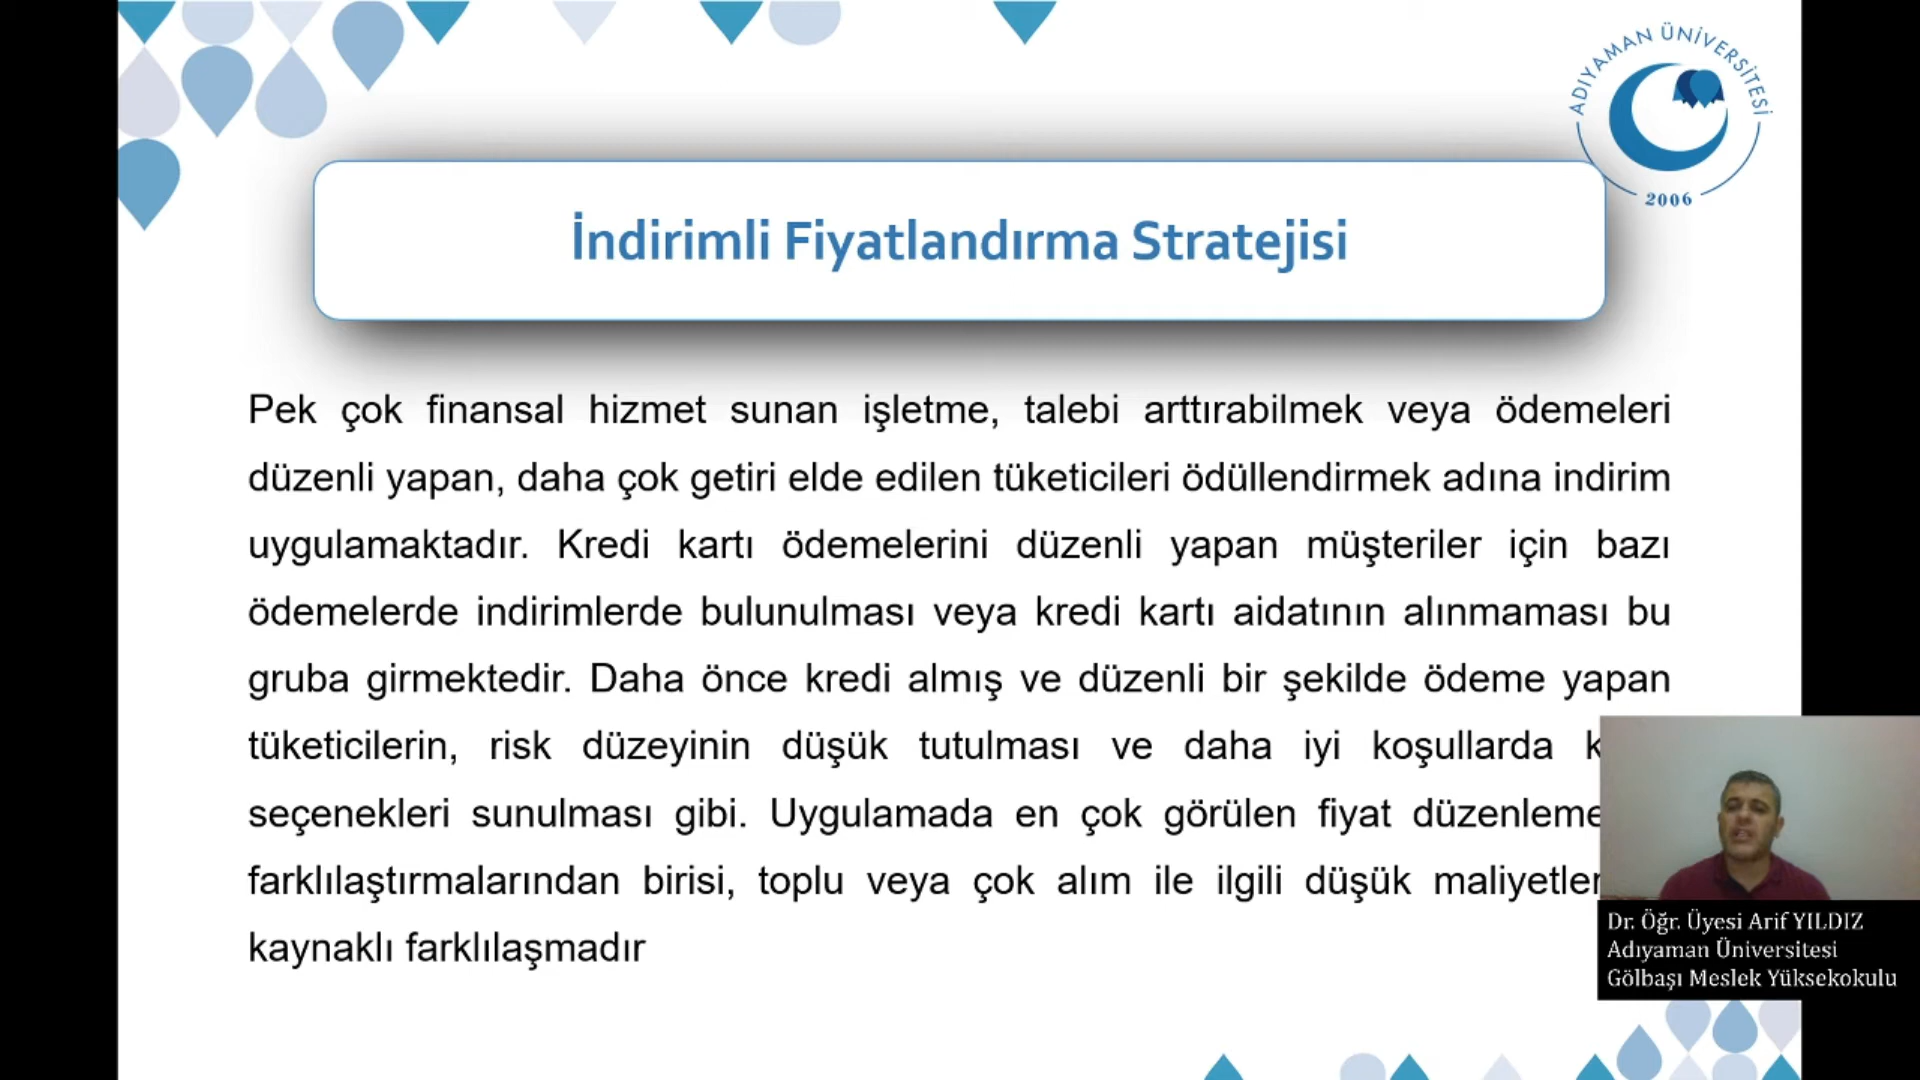 ADIYAMAN ÜNİVERSİTESİ
2006
İndirimli Fiyatlandırma Stratejisi
Pek çok finansal hizmet sunan işletme, talebi arttırabilmek veya ödemeleri
düzenli yapan, daha çok getiri elde edilen tüketicileri ödüllendirmek adına indirim
uygulamaktadır. Kredi kartı ödemelerini düzenli yapan müşteriler için bazı
ödemelerde indirimlerde bulunulması veya kredi kartı aidatının alınmaması bu
gruba girmektedir. Daha önce kredi almış ve düzenli bir şekilde ödeme yapan
tüketicilerin, risk düzeyinin düşük tutulması ve daha iyi koşullarda
seçenekleri sunulması gibi. Uygulamada en çok görülen fiyat
farklılaştırmalarından birisi, toplu veya çok alım ile ilgili düşük
kaynaklı farklılaşmadır
Dr. Öğr. Üyesi Arif YILDIZ
Adıyaman Üniversitesi
Gölbaşı Meslek Yüksekokulu